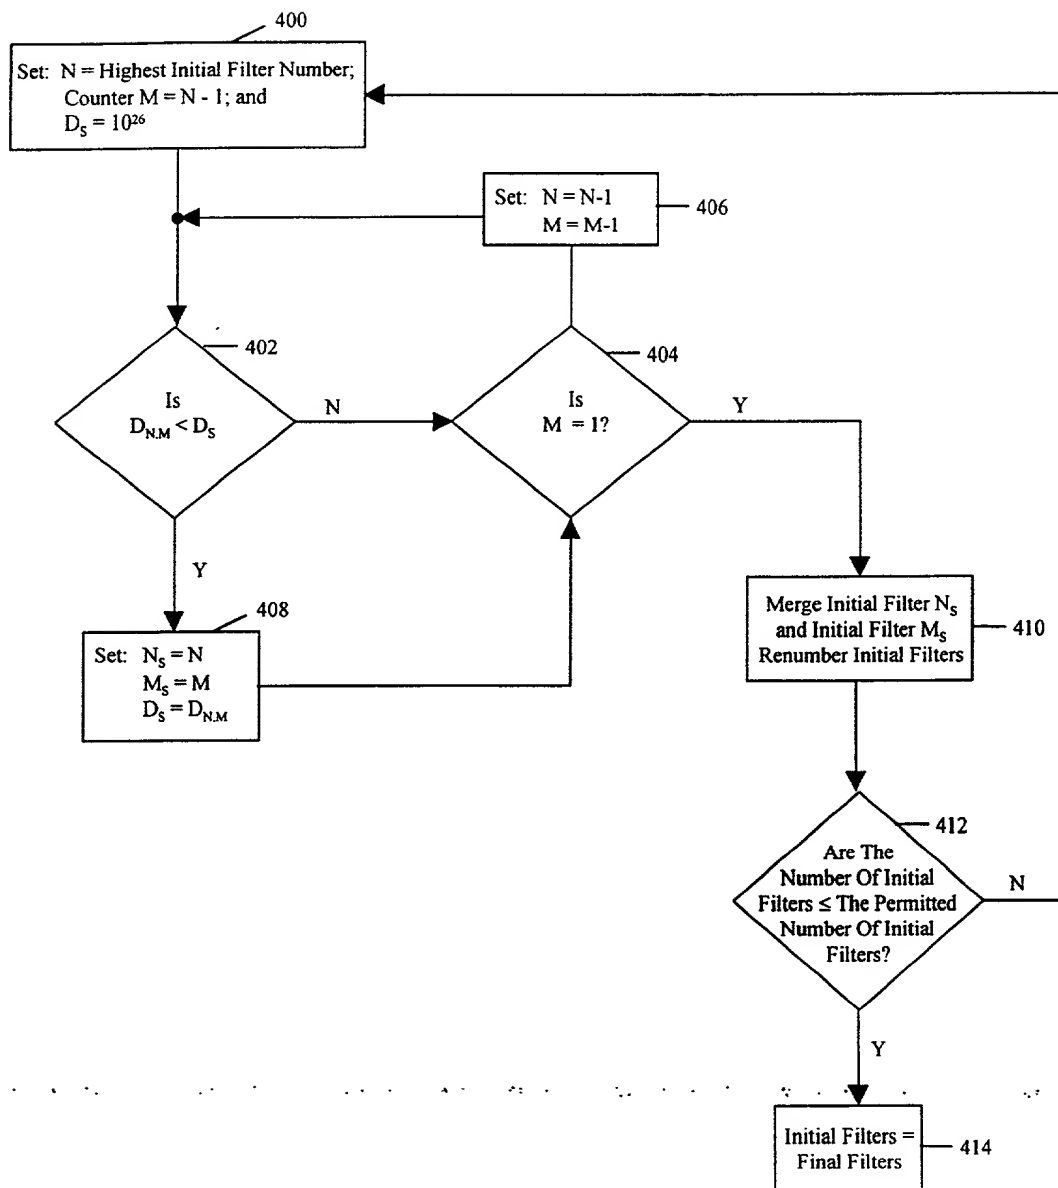 400
Set: N = Highest Initial Filter Number;
Counter M = N - 1; and
D_S = 10²⁶
Set: N = N-1
M = M-1
406
402
Is
D_N,M < D_S
N
404
Is
M = 1?
Y
Y
408
Set: N_S = N
M_S = M
D_S = D_N,M
Merge Initial Filter N_S
and Initial Filter M_S
Renumber Initial Filters
410
412
Are The
Number Of Initial
Filters ≤ The Permitted
Number Of Initial
Filters?
N
Y
Initial Filters =
Final Filters
414